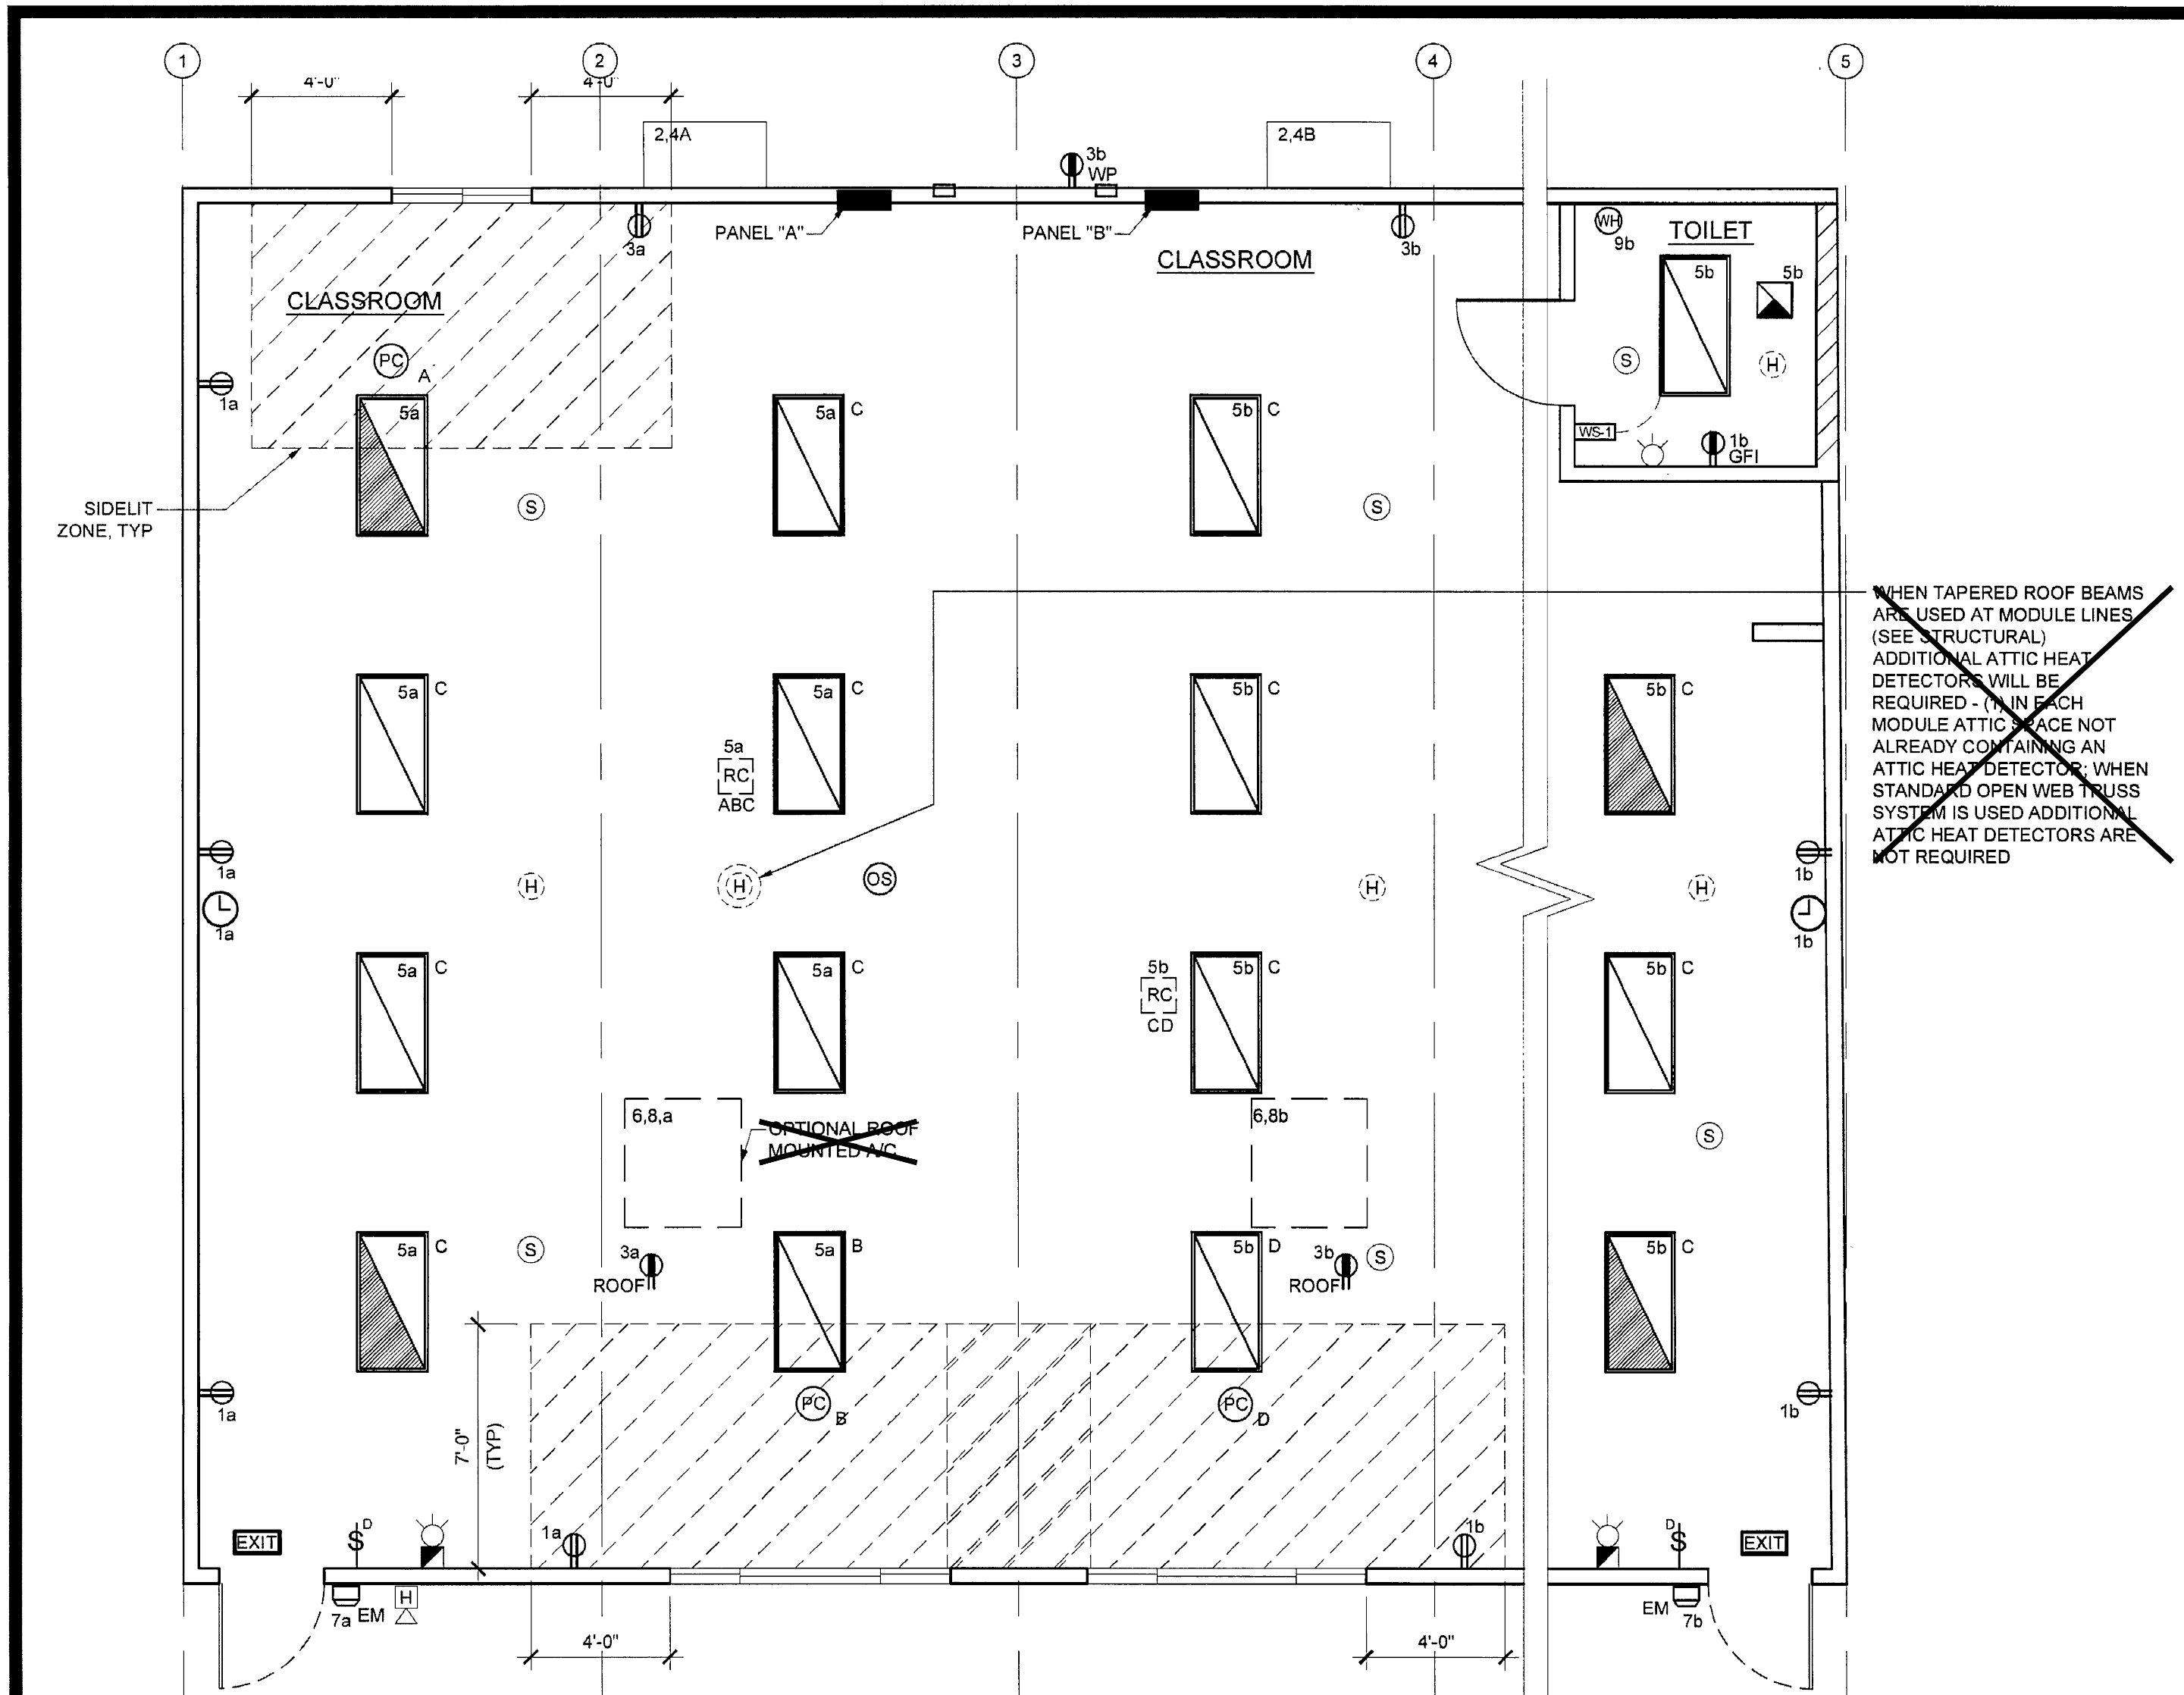 1
2
3
4
5
4'-0"
4'-0"
2,4A
2,4B
3b
WP
3a
PANEL "A"
PANEL "B"
3b
WH
9b
TOILET
CLASSROOM
CLASSROOM
5b
5b
PC
A
S
H
1a
5a
5a
C
5b
C
WS-1
1b
GFI
SIDELIT
ZONE, TYP
S
S
WHEN TAPERED ROOF BEAMS
ARE USED AT MODULE LINES
(SEE STRUCTURAL)
ADDITIONAL ATTIC HEAT
DETECTORS WILL BE
REQUIRED - (1) IN EACH
MODULE ATTIC SPACE NOT
ALREADY CONTAINING AN
ATTIC HEAT DETECTOR; WHEN
STANDARD OPEN WEB TRUSS
SYSTEM IS USED ADDITIONAL
ATTIC HEAT DETECTORS ARE
NOT REQUIRED
5a
C
5a
C
5b
C
5b
C
5a
RC
ABC
1a
1b
H
H
OS
H
H
1a
1b
5a
C
5a
C
5b
RC
CD
5b
C
5b
C
6,8,a
OPTIONAL ROOF
MOUNTED A/C
6,8b
S
5a
C
S
3a
ROOF
5a
B
5b
D
3b
ROOF
S
5b
C
1a
7'-0"
(TYP)
PC
B
PC
D
1b
EXIT
S
D
1a
1b
D
S
EXIT
7a
EM
H
EM
7b
4'-0"
4'-0"